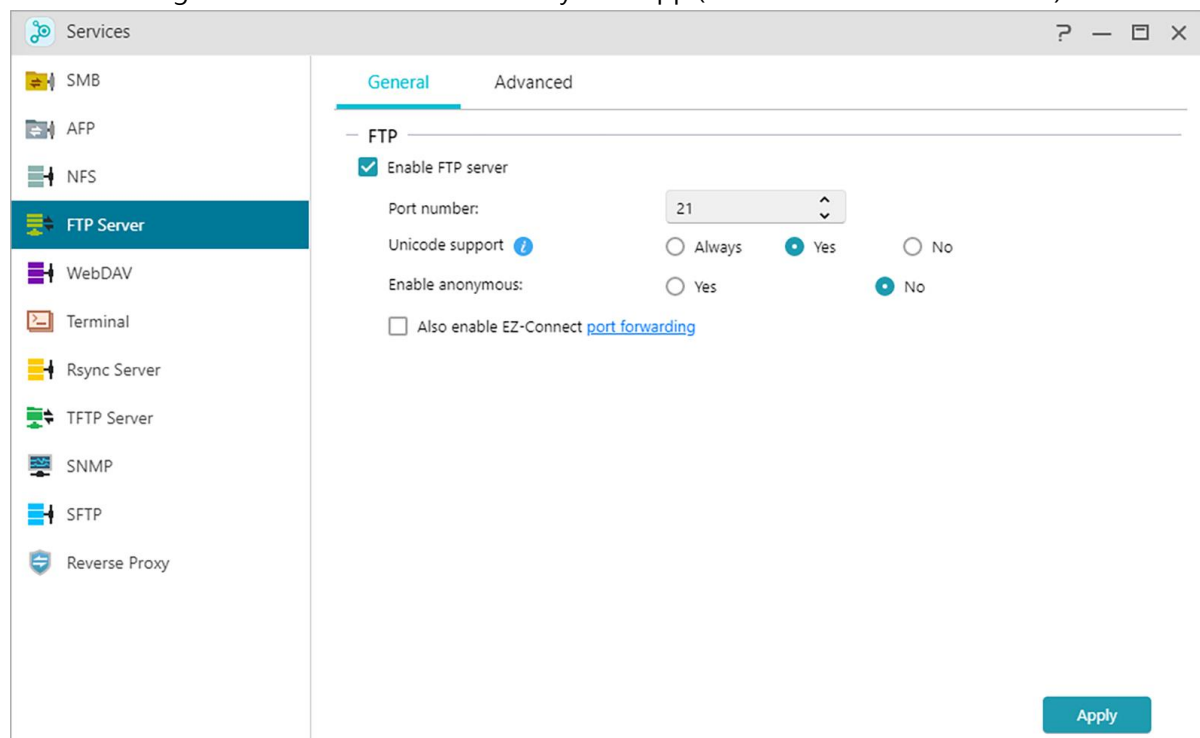 Services
SMB
AFP
NFS
FTP Server
WebDAV
Terminal
Rsync Server
TFTP Server
SNMP
SFTP
Reverse Proxy
General Advanced
FTP
Enable FTP server
Port number: 21
Unicode support Always Yes No
Enable anonymous: Yes No
Also enable EZ-Connect port forwarding
Apply